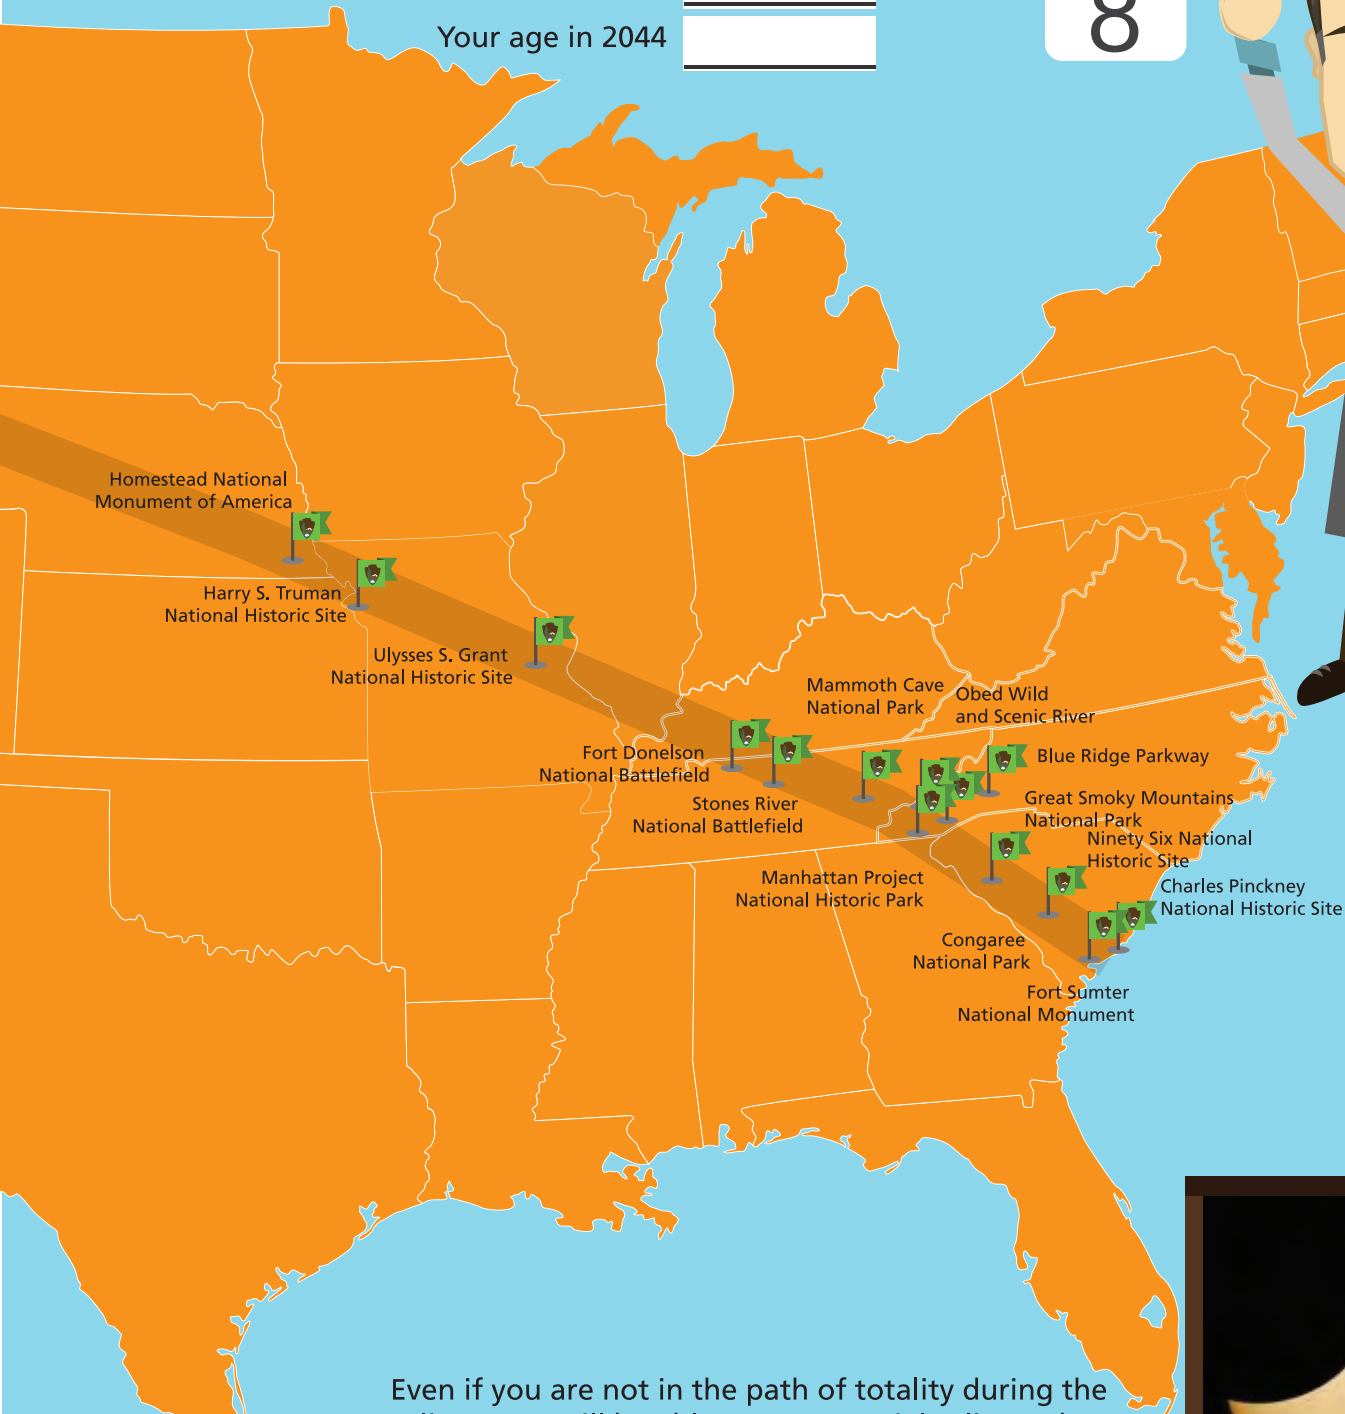 Your age in 2044
8
Homestead National
Monument of America
Harry S. Truman
National Historic Site
Ulysses S. Grant
National Historic Site
Mammoth Cave
National Park
Obed Wild
and Scenic River
Fort Donelson
National Battlefield
Blue Ridge Parkway
Stones River
National Battlefield
Great Smoky Mountains
National Park
Ninety Six National
Historic Site
Manhattan Project
National Historic Park
Charles Pinckney
National Historic Site
Congaree
National Park
Fort Sumter
National Monument
Even if you are not in the path of totality during the